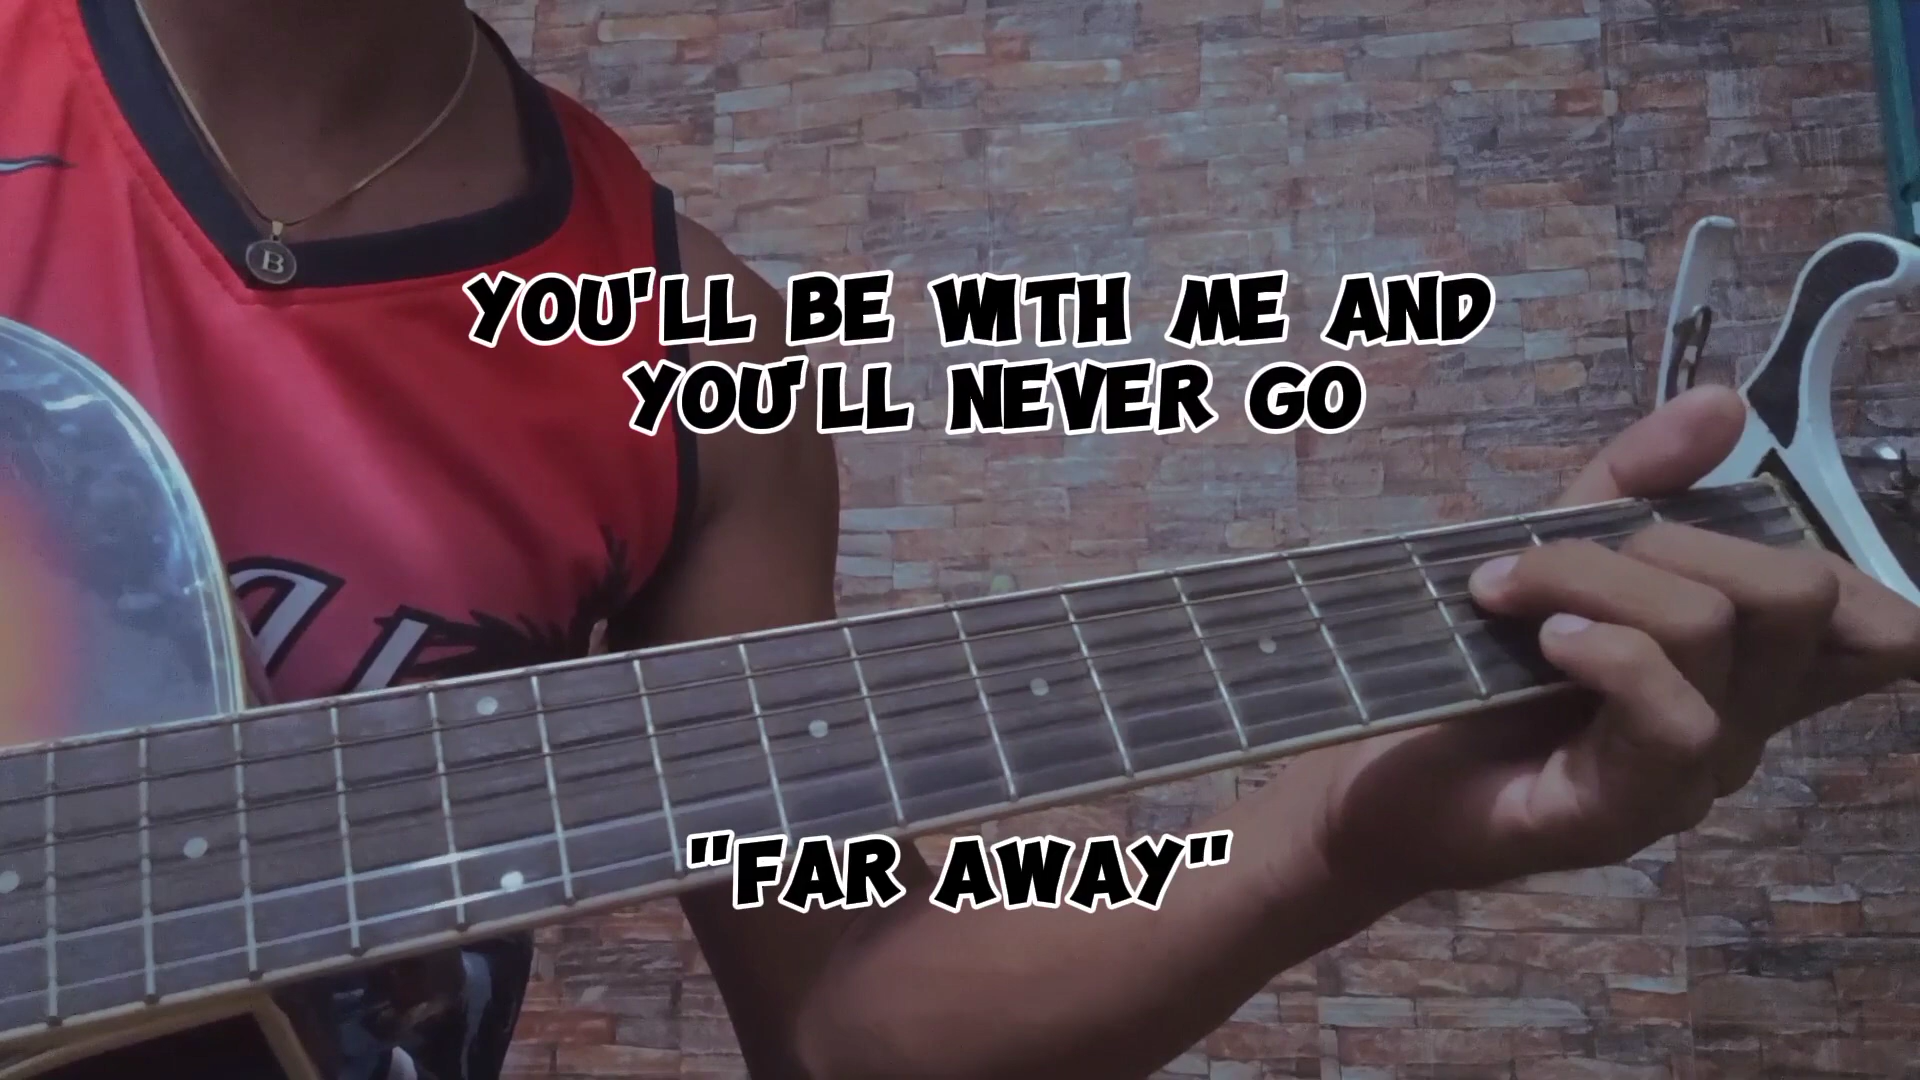 B
YOU'LL BE WITH ME AND
YOU'LL NEVER GO
"FAR AWAY"